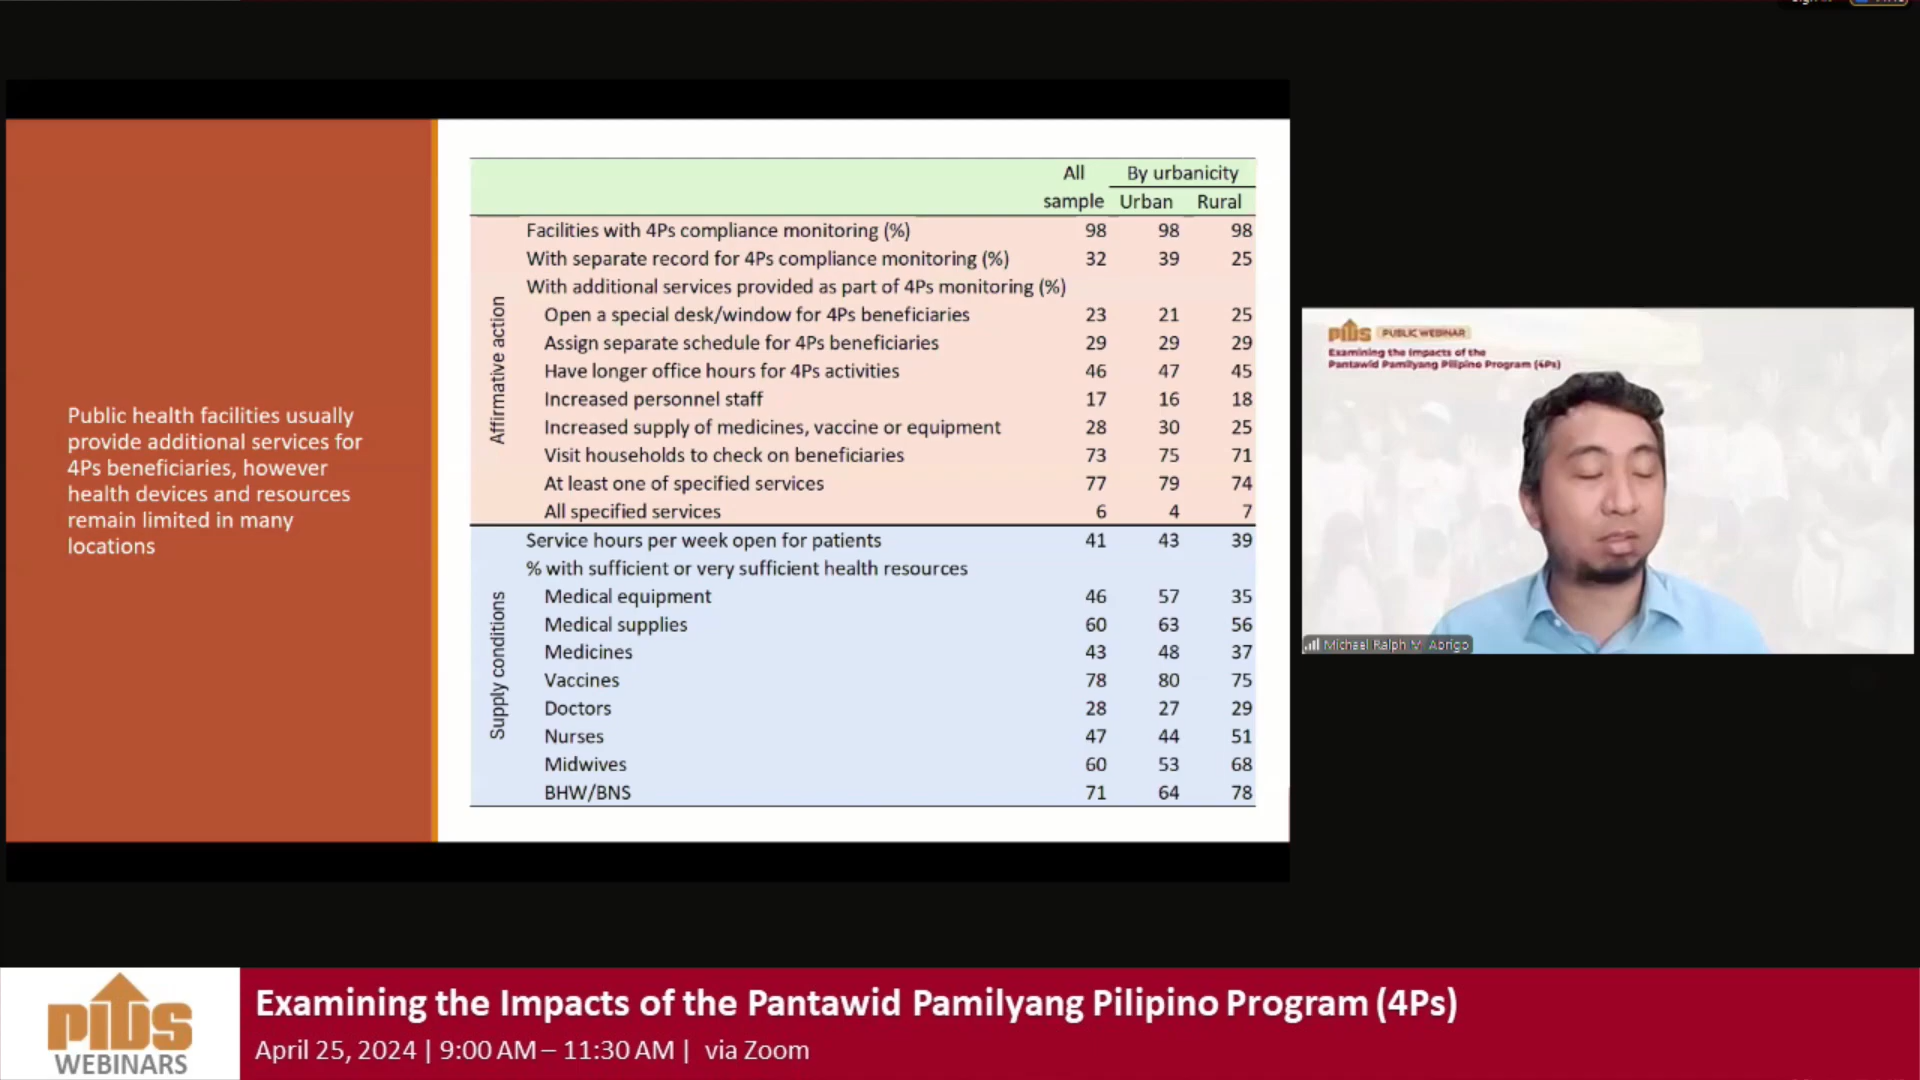 Public health facilities usually
provide additional services for
4Ps beneficiaries, however
health devices and resources
remain limited in many
locations
All By urbanicity
sample Urban Rural
Affirmative action
Facilities with 4Ps compliance monitoring (%) 98 98 98
With separate record for 4Ps compliance monitoring (%) 32 39 25
With additional services provided as part of 4Ps monitoring (%)
Open a special desk/window for 4Ps beneficiaries 23 21 25
Assign separate schedule for 4Ps beneficiaries 29 29 29
Have longer office hours for 4Ps activities 46 47 45
Increased personnel staff 17 16 18
Increased supply of medicines, vaccine or equipment 28 30 25
Visit households to check on beneficiaries 73 75 71
At least one of specified services 77 79 74
All specified services 6 4 7
Supply conditions
Service hours per week open for patients 41 43 39
% with sufficient or very sufficient health resources
Medical equipment 46 57 35
Medical supplies 60 63 56
Medicines 43 48 37
Vaccines 78 80 75
Doctors 28 27 29
Nurses 47 44 51
Midwives 60 53 68
BHW/BNS 71 64 78
PIDS PUBLIC WEBINAR
Examining the Impacts of the
Pantawid Pamilyang Pilipino Program (4Ps)
Michael Ralph M. Abrigo
PIDS
WEBINARS
Examining the Impacts of the Pantawid Pamilyang Pilipino Program (4Ps)
April 25, 2024 | 9:00 AM – 11:30 AM | via Zoom